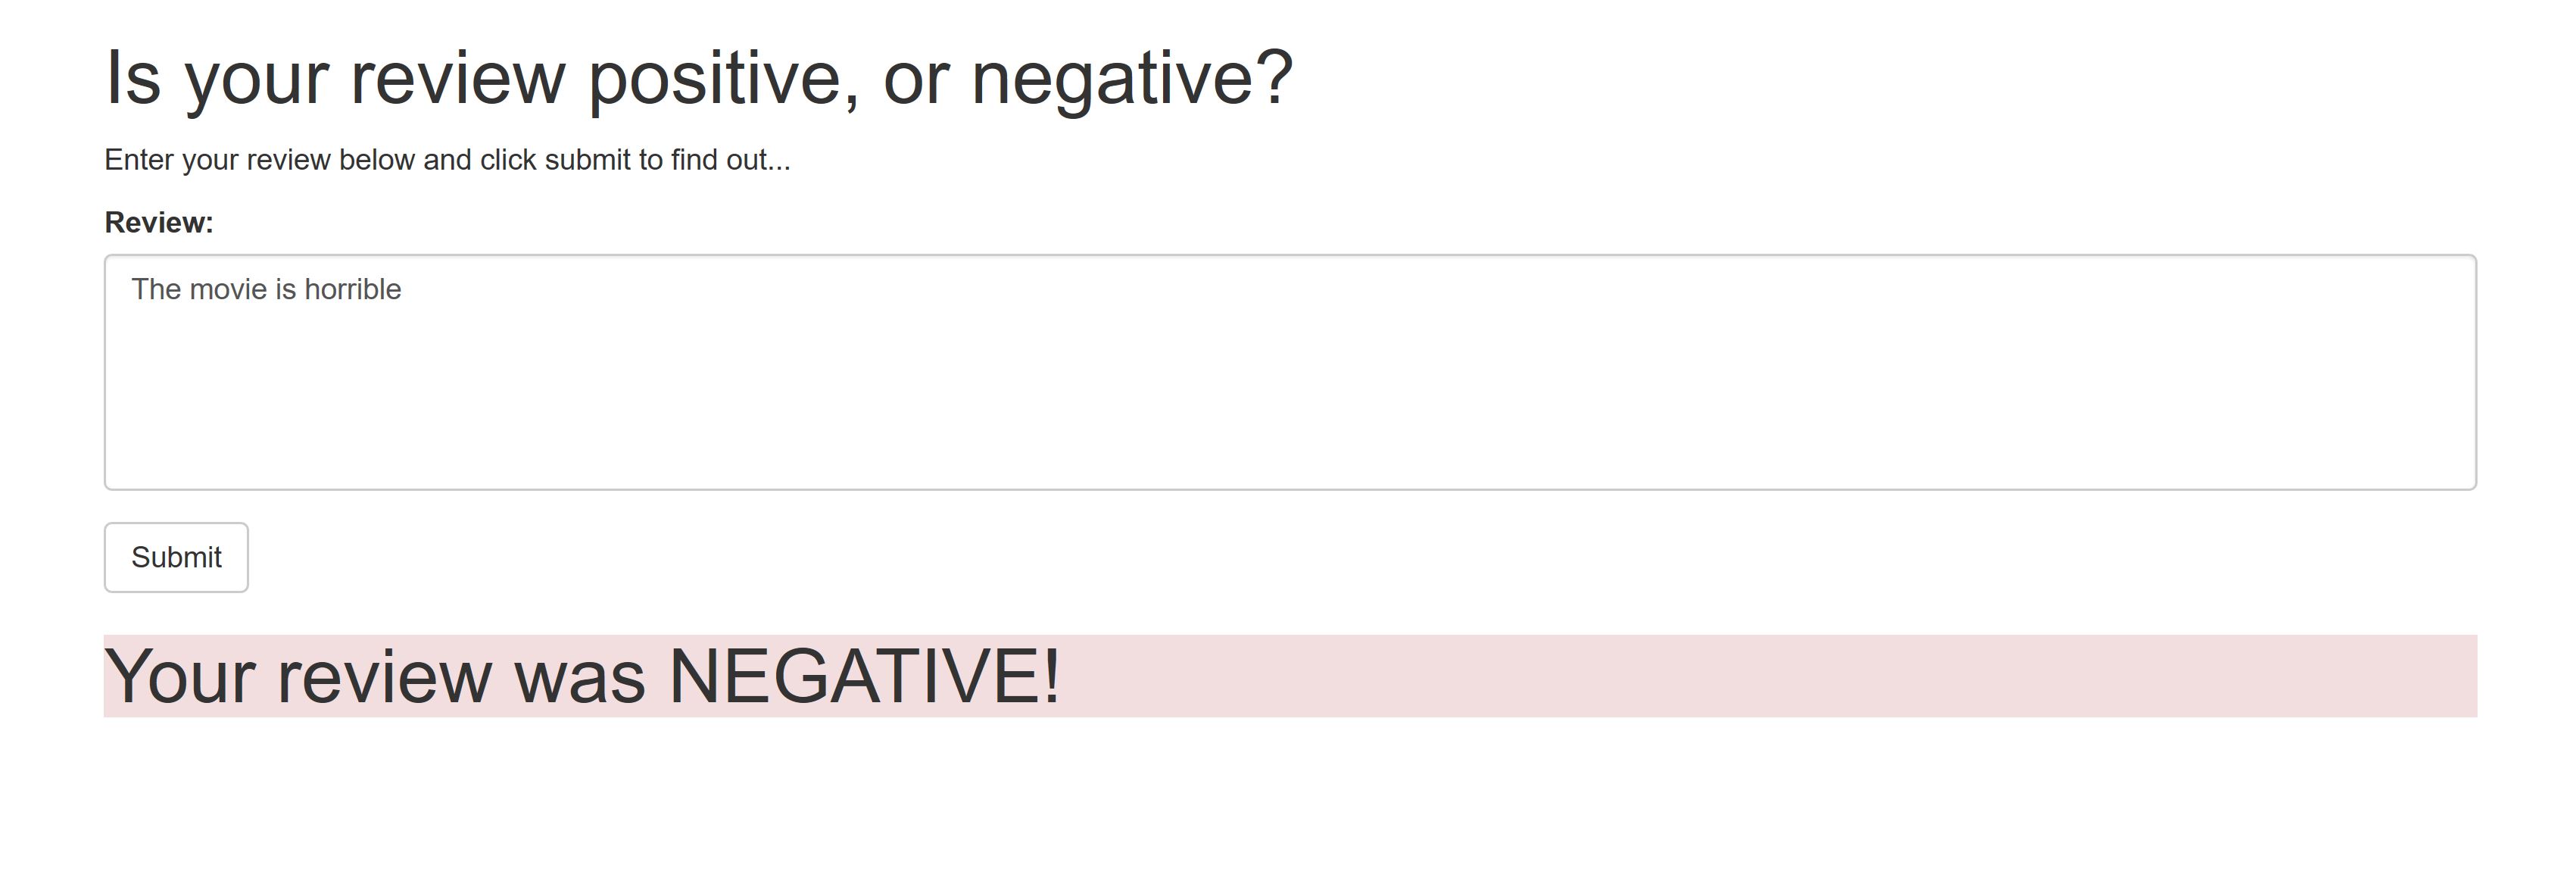 Is your review positive, or negative?
Enter your review below and click submit to find out...
Review:
The movie is horrible
Submit
Your review was NEGATIVE!